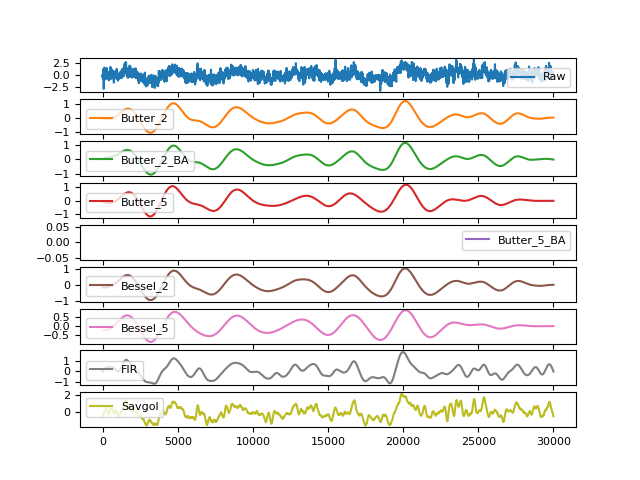 2.5
0.0
−2.5
Raw
1
0
−1
Butter_2
1
0
−1
Butter_2_BA
1
0
−1
Butter_5
0.05
0.00
−0.05
Butter_5_BA
1
0
−1
Bessel_2
0.5
0.0
−0.5
Bessel_5
1
0
−1
FIR
2
0
Savgol
0 5000 10000 15000 20000 25000 30000